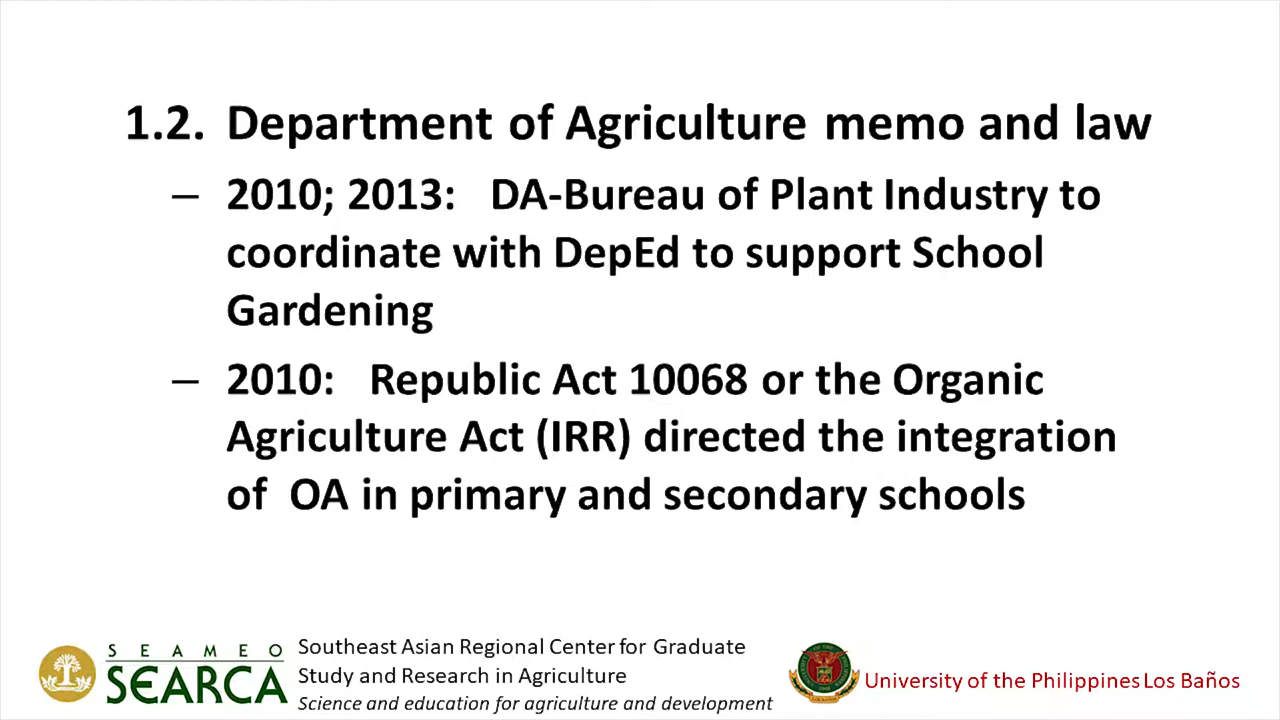 1.2. Department of Agriculture memo and law
– 2010; 2013: DA-Bureau of Plant Industry to
coordinate with DepEd to support School
Gardening
– 2010: Republic Act 10068 or the Organic
Agriculture Act (IRR) directed the integration
of OA in primary and secondary schools
SEAMEO
SEARCA
Southeast Asian Regional Center for Graduate
Study and Research in Agriculture
Science and education for agriculture and development
University of the Philippines Los Baños